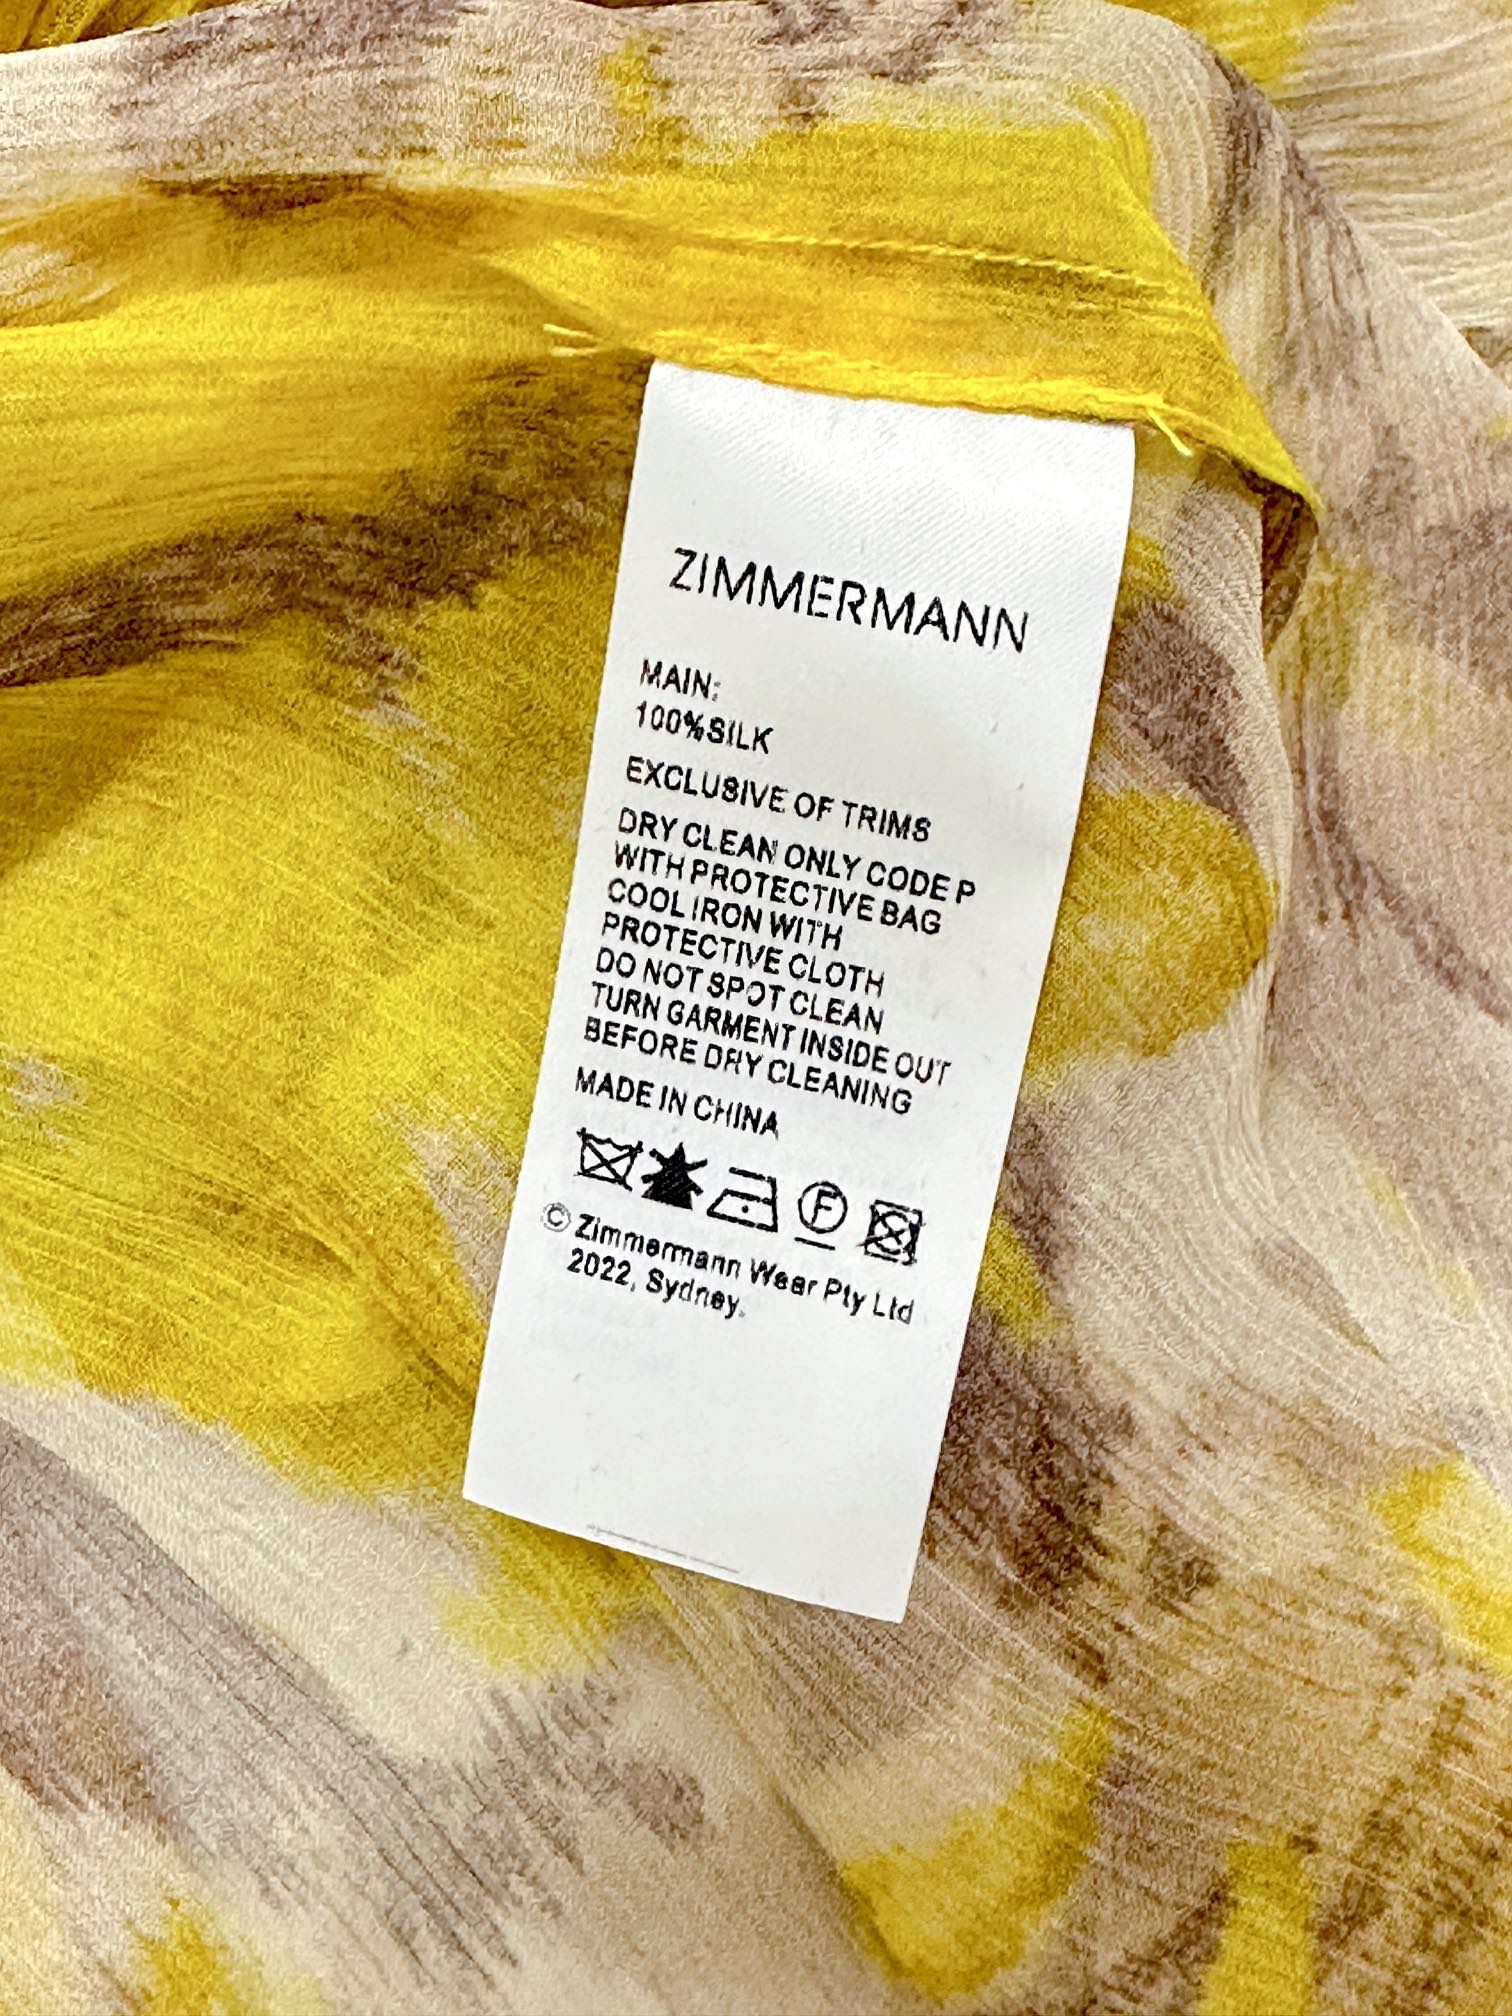 ZIMMERMANN
MAIN:
100%SILK
EXCLUSIVE OF TRIMS
DRY CLEAN ONLY CODE P
WITH PROTECTIVE BAG
COOL IRON WITH
PROTECTIVE CLOTH
DO NOT SPOT CLEAN
TURN GARMENT INSIDE OUT
BEFORE DRY CLEANING
MADE IN CHINA
F
© Zimmermann Wear Pty Ltd
2022, Sydney.